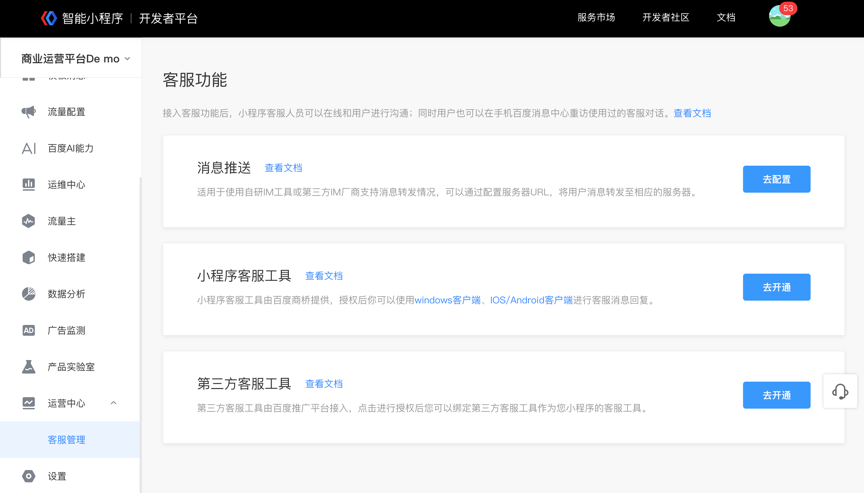 智能小程序 | 开发者平台
服务市场
开发者社区
文档
53
商业运营平台De mo
流量配置
百度AI能力
运维中心
流量主
快速搭建
数据分析
AD 广告监测
产品实验室
运营中心
客服管理
设置
客服功能
接入客服功能后，小程序客服人员可以在线和用户进行沟通；同时用户也可以在手机百度消息中心重访使用过的客服对话。查看文档
消息推送 查看文档
适用于使用自研IM工具或第三方IM厂商支持消息转发情况，可以通过配置服务器URL，将用户消息转发至相应的服务器。
去配置
小程序客服工具 查看文档
小程序客服工具由百度商桥提供，授权后你可以使用windows客户端、IOS/Android客户端进行客服消息回复。
去开通
第三方客服工具 查看文档
第三方客服工具由百度推广平台接入，点击进行授权后您可以绑定第三方客服工具作为您小程序的客服工具。
去开通